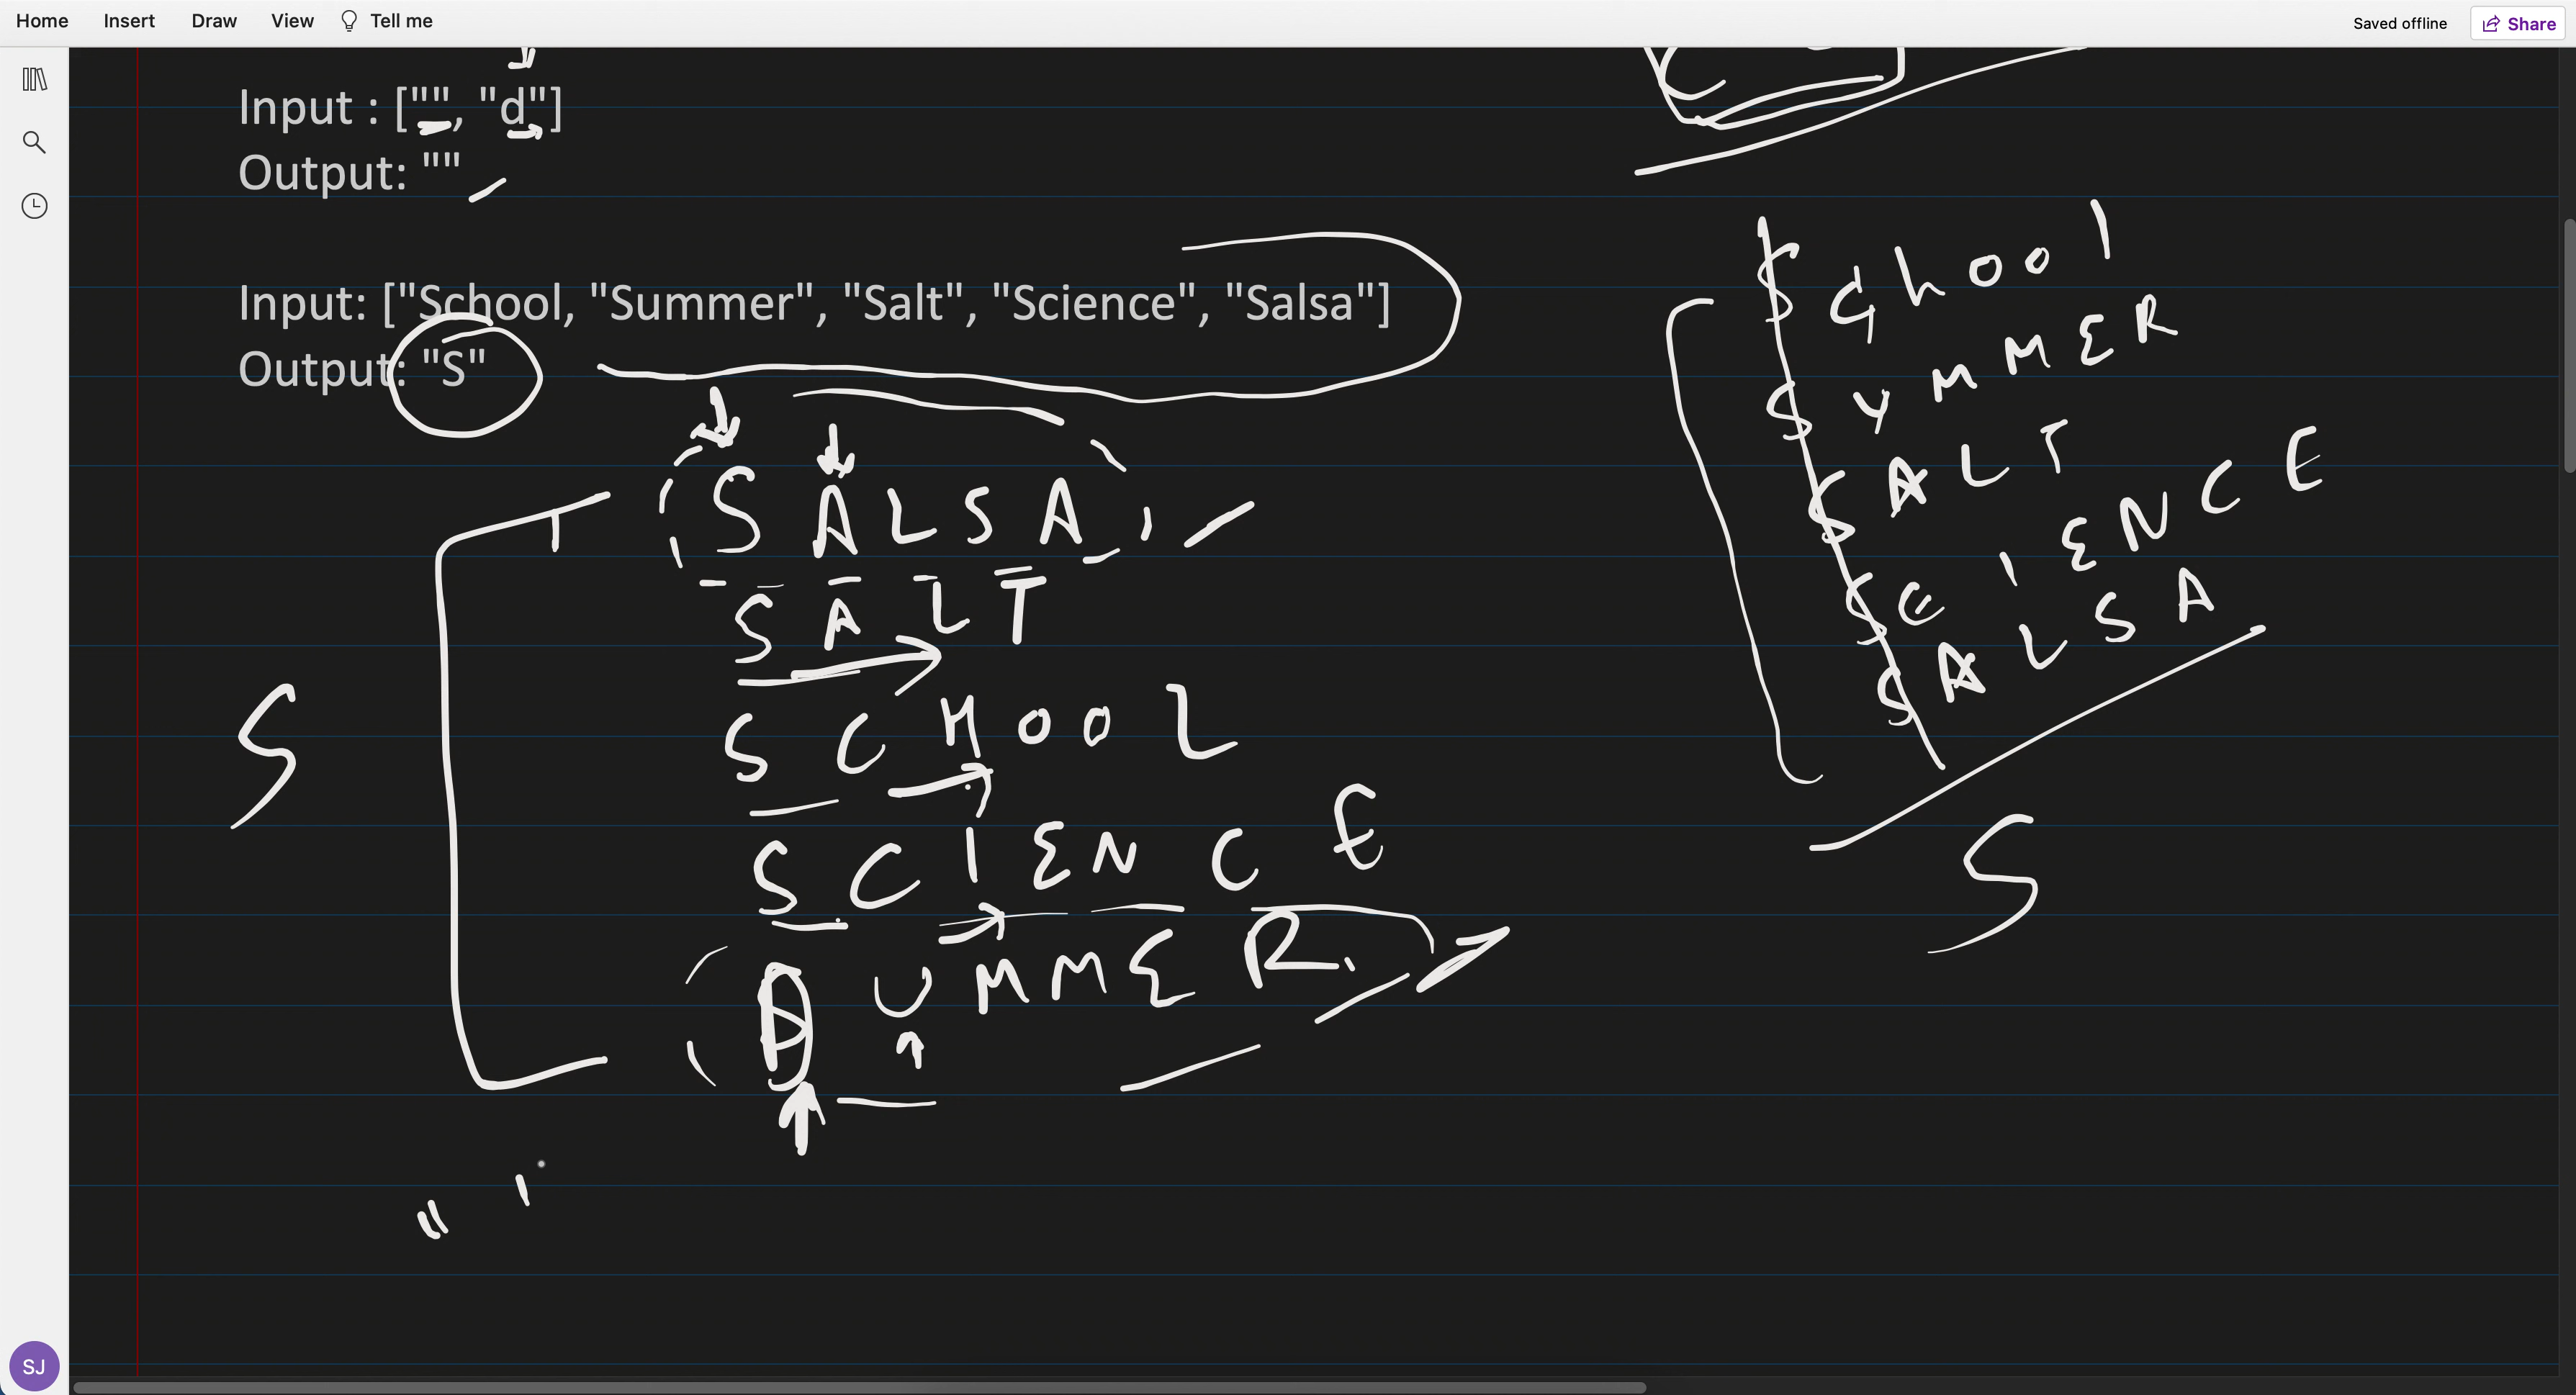 Home Insert Draw View Tell me Saved offline Share
Input : ["", "d"]
Output: ""
Input: ["School, "Summer", "Salt", "Science", "Salsa"]
Output: "S"
School
SUMMER
SALT
SCIENCE
SALSA
S
SALSA
SALT
SCHOOL
SCIENCE
UMMER
S
"
SJ